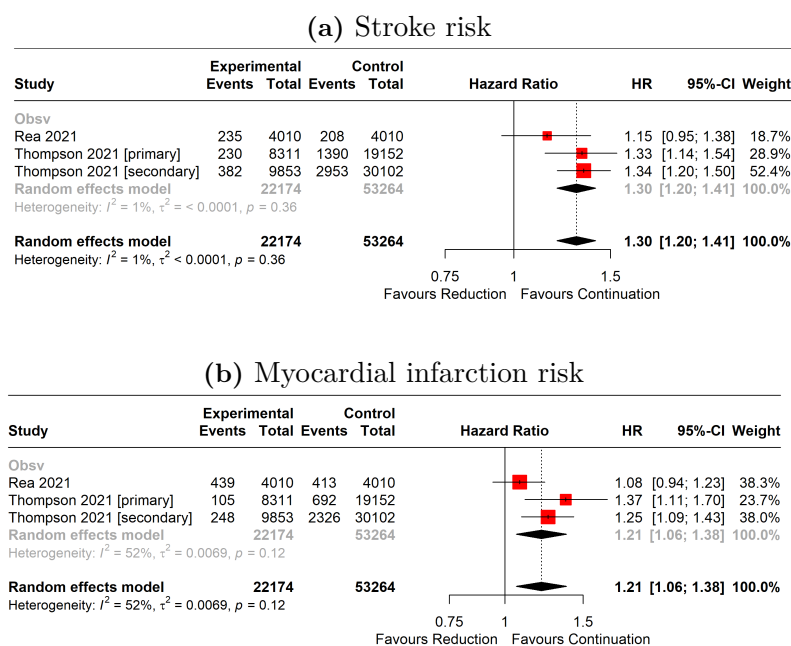 (a) Stroke risk
Experimental Control
Study Events Total Events Total Hazard Ratio HR 95%-CI Weight
Obsv
Rea 2021 235 4010 208 4010 1.15 [0.95; 1.38] 18.7%
Thompson 2021 [primary] 230 8311 1390 19152 1.33 [1.14; 1.54] 28.9%
Thompson 2021 [secondary] 382 9853 2953 30102 1.34 [1.20; 1.50] 52.4%
Random effects model 22174 53264 1.30 [1.20; 1.41] 100.0%
Heterogeneity: I² = 1%, τ² = < 0.0001, p = 0.36
Random effects model 22174 53264 1.30 [1.20; 1.41] 100.0%
Heterogeneity: I² = 1%, τ² < 0.0001, p = 0.36
0.75 1 1.5
Favours Reduction Favours Continuation
(b) Myocardial infarction risk
Experimental Control
Study Events Total Events Total Hazard Ratio HR 95%-CI Weight
Obsv
Rea 2021 439 4010 413 4010 1.08 [0.94; 1.23] 38.3%
Thompson 2021 [primary] 105 8311 692 19152 1.37 [1.11; 1.70] 23.7%
Thompson 2021 [secondary] 248 9853 2326 30102 1.25 [1.09; 1.43] 38.0%
Random effects model 22174 53264 1.21 [1.06; 1.38] 100.0%
Heterogeneity: I² = 52%, τ² = 0.0069, p = 0.12
Random effects model 22174 53264 1.21 [1.06; 1.38] 100.0%
Heterogeneity: I² = 52%, τ² = 0.0069, p = 0.12
0.75 1 1.5
Favours Reduction Favours Continuation